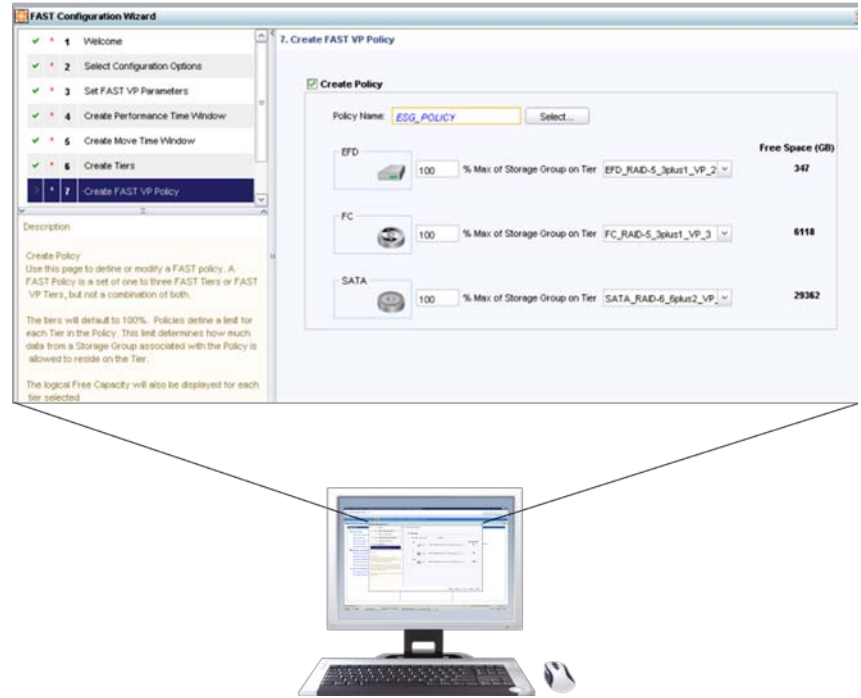 FAST Configuration Wizard
1 Welcome
2 Select Configuration Options
3 Set FAST VP Parameters
4 Create Performance Time Window
5 Create Move Time Window
6 Create Tiers
7 Create FAST VP Policy
Description
Create Policy
Use this page to define or modify a FAST policy. A
FAST Policy is a set of one to three FAST Tiers or FAST
VP Tiers, but not a combination of both.
The tiers will default to 100%. Policies define a limit for
each Tier in the Policy. This limit determines how much
data from a Storage Group associated with the Policy is
allowed to reside on the Tier.
The logical Free Capacity will also be displayed for each
tier selected
7. Create FAST VP Policy
Create Policy
Policy Name: ESG_POLICY Select...
Free Space (GB)
EFD
100 % Max of Storage Group on Tier EFD_RAID-5_3plus1_VP_2 347
FC
100 % Max of Storage Group on Tier FC_RAID-5_3plus1_VP_3 6118
SATA
100 % Max of Storage Group on Tier SATA_RAID-6_6plus2_VP_ 29362